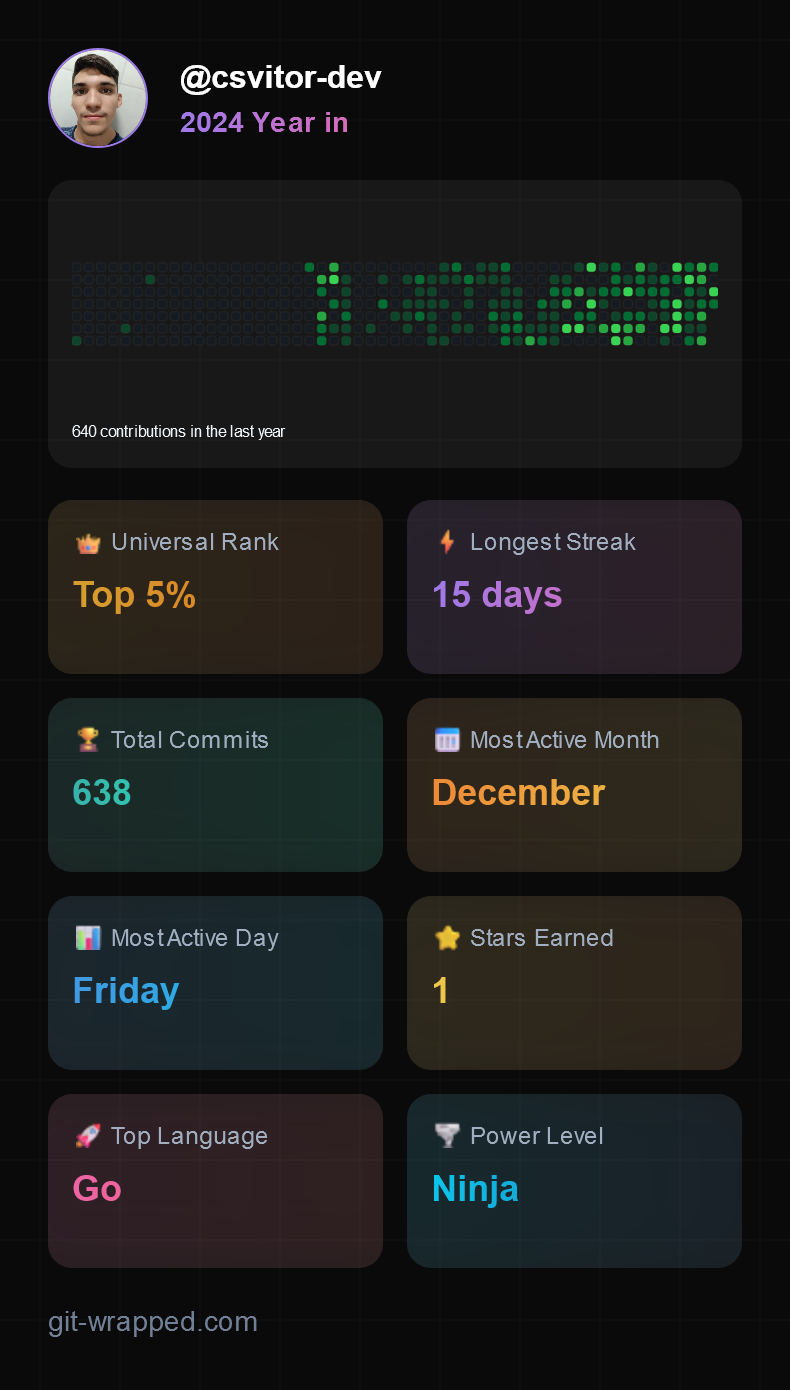 @csvitor-dev
2024 Year in
640 contributions in the last year
Universal Rank
Top 5%
Longest Streak
15 days
Total Commits
638
Most Active Month
December
Most Active Day
Friday
Stars Earned
1
Top Language
Go
Power Level
Ninja
git-wrapped.com